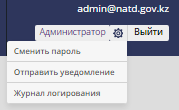 admin@natd.gov.kz
Администратор Выйти
Сменить пароль
Отправить уведомление
Журнал логирования